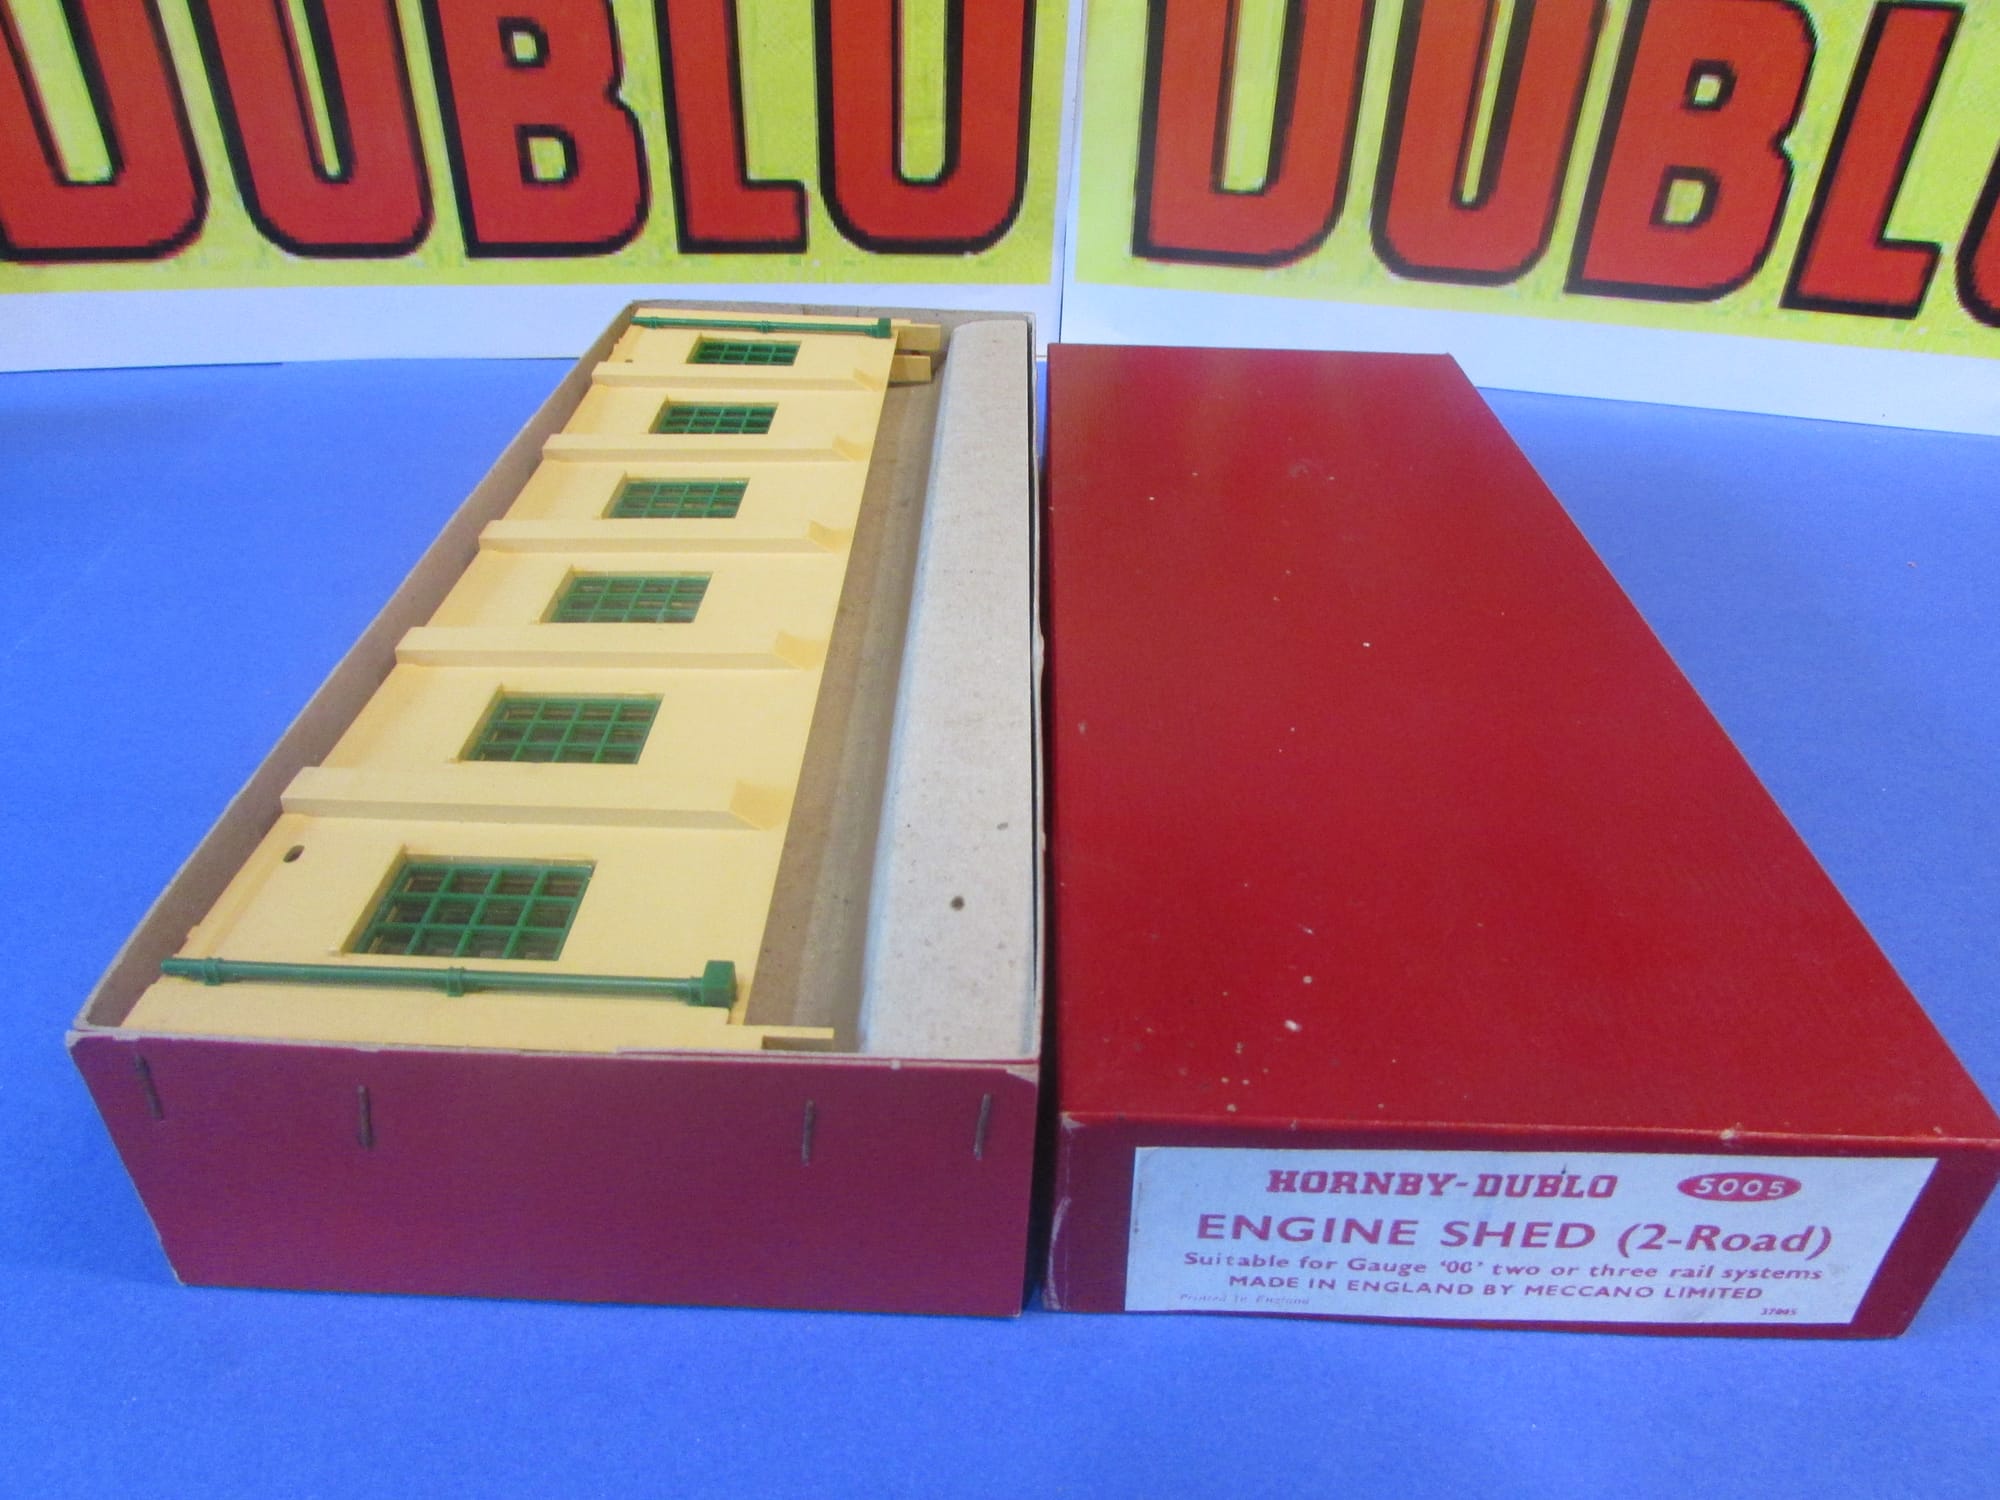 DUBLO
DUBLO
HORNBY-DUBLO 5005
ENGINE SHED (2-Road)
Suitable for Gauge '00' two or three rail systems
MADE IN ENGLAND BY MECCANO LIMITED
Printed in England